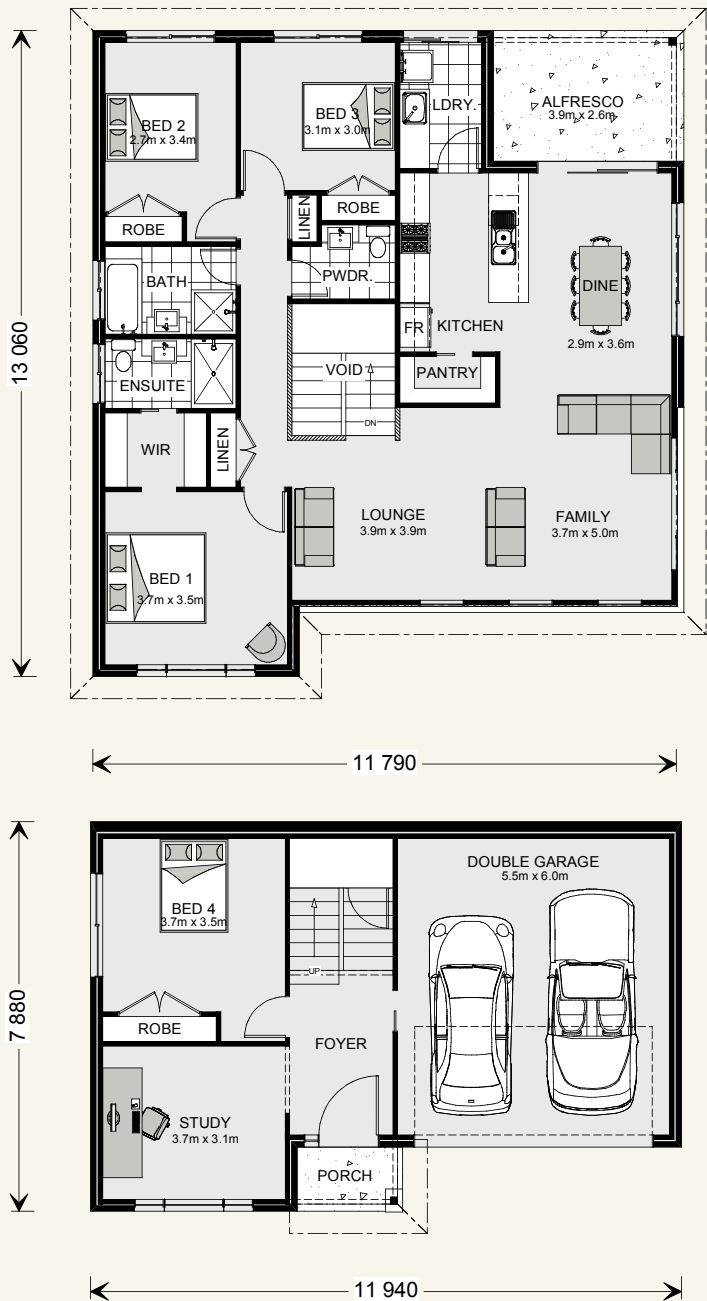 BED 2
2.7m x 3.4m
BED 3
3.1m x 3.0m
LDRY.
ALFRESCO
3.9m x 2.6m
ROBE
LINEN
ROBE
BATH
PWDR.
DINE
2.9m x 3.6m
FR
KITCHEN
VOID
PANTRY
ENSUITE
DN
WIR
LINEN
LOUNGE
3.9m x 3.9m
FAMILY
3.7m x 5.0m
BED 1
3.7m x 3.5m
13 060
11 790
DOUBLE GARAGE
5.5m x 6.0m
BED 4
3.7m x 3.5m
UP
ROBE
FOYER
STUDY
3.7m x 3.1m
PORCH
7 880
11 940